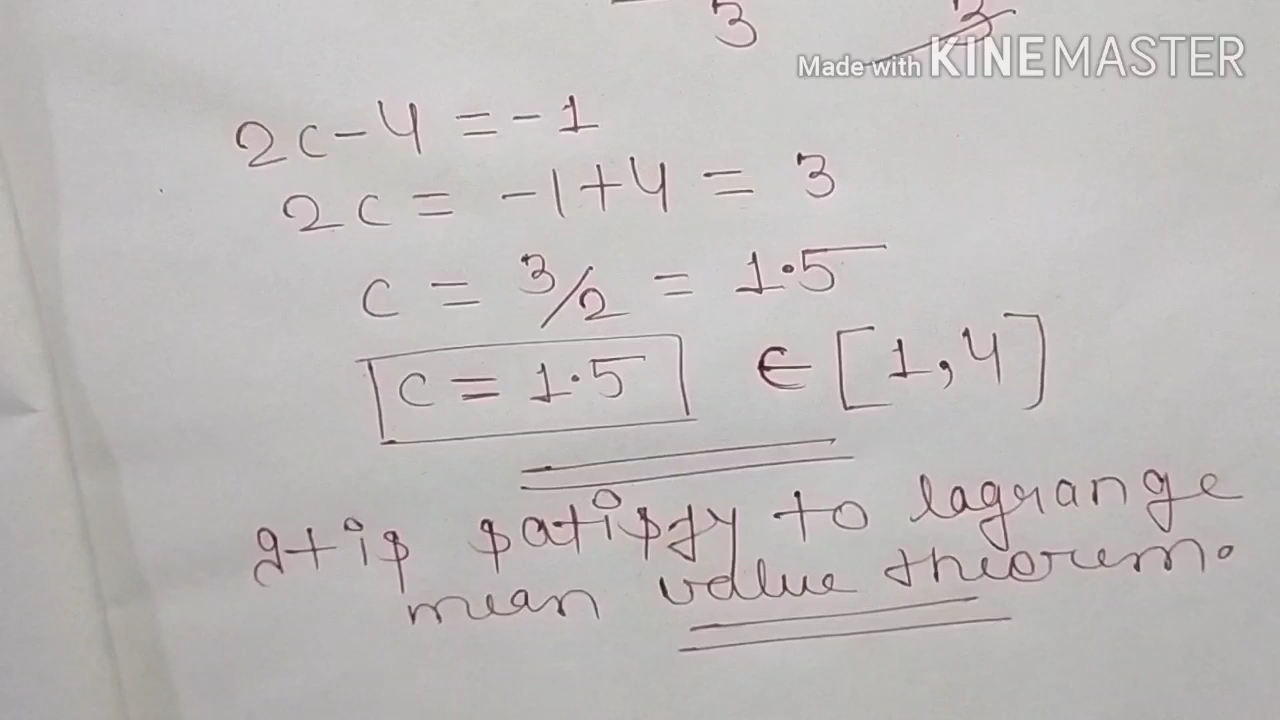 3 3
Made with KINEMASTER
2c - 4 = - 1
2c = - 1 + 4 = 3
c = 3/2 = 1.5
c = 1.5 ∈ [1, 4]
It is satisfy to lagrange
mean value theorem.